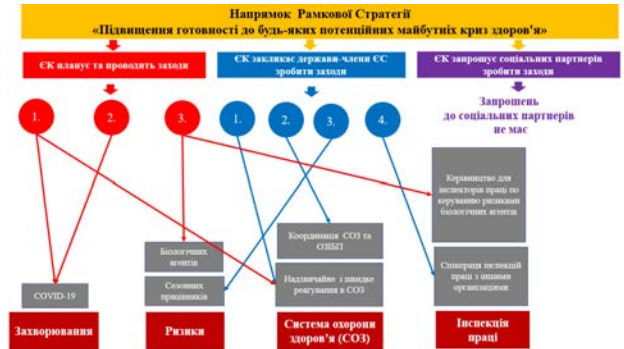 Напрямок Рамкової Стратегії
«Підвищення готовності до будь-яких потенційних майбутніх криз здоров'я»
ЄК планує та проводить заходи
ЄК закликає держави-члени ЄС
зробити заходи
ЄК запрошує соціальних партнерів
зробити заходи
Запрошень
до соціальних партнерів
не має
1.
2.
3.
1.
2.
3.
4.
Керівництво для
інспекторів праці по
керуванню ризиками
біологічних агентів
Координація СОЗ та
ОЗБП
Біологічних
агентів
Надзвичайне і швидке
реагування в СОЗ
Співпраця інспекцій
праці з іншими
організаціями
Сезонних
працівників
COVID-19
Захворювання
Ризики
Система охорони
здоров'я (СОЗ)
Інспекція
праці